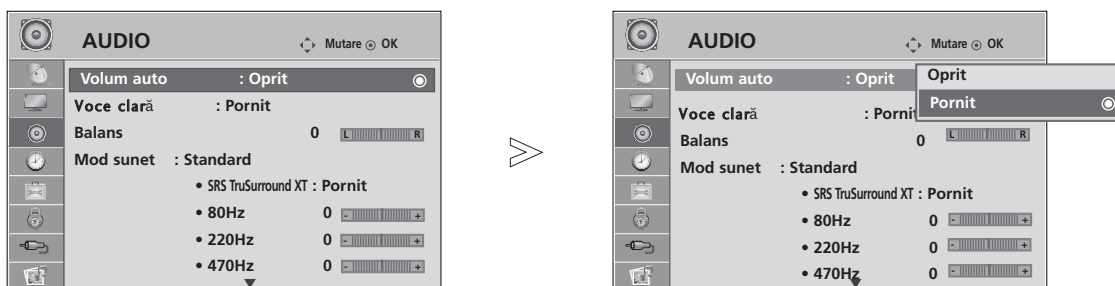 AUDIO Mutare OK
Volum auto : Oprit
Voce clară : Pornit
Balans 0 L R
Mod sunet : Standard
• SRS TruSurround XT : Pornit
• 80Hz 0 - +
• 220Hz 0 - +
• 470Hz 0 - +
AUDIO Mutare OK
Volum auto : Oprit
Oprit
Pornit
Voce clară : Pornit
Balans 0 L R
Mod sunet : Standard
• SRS TruSurround XT : Pornit
• 80Hz 0 - +
• 220Hz 0 - +
• 470Hz 0 - +